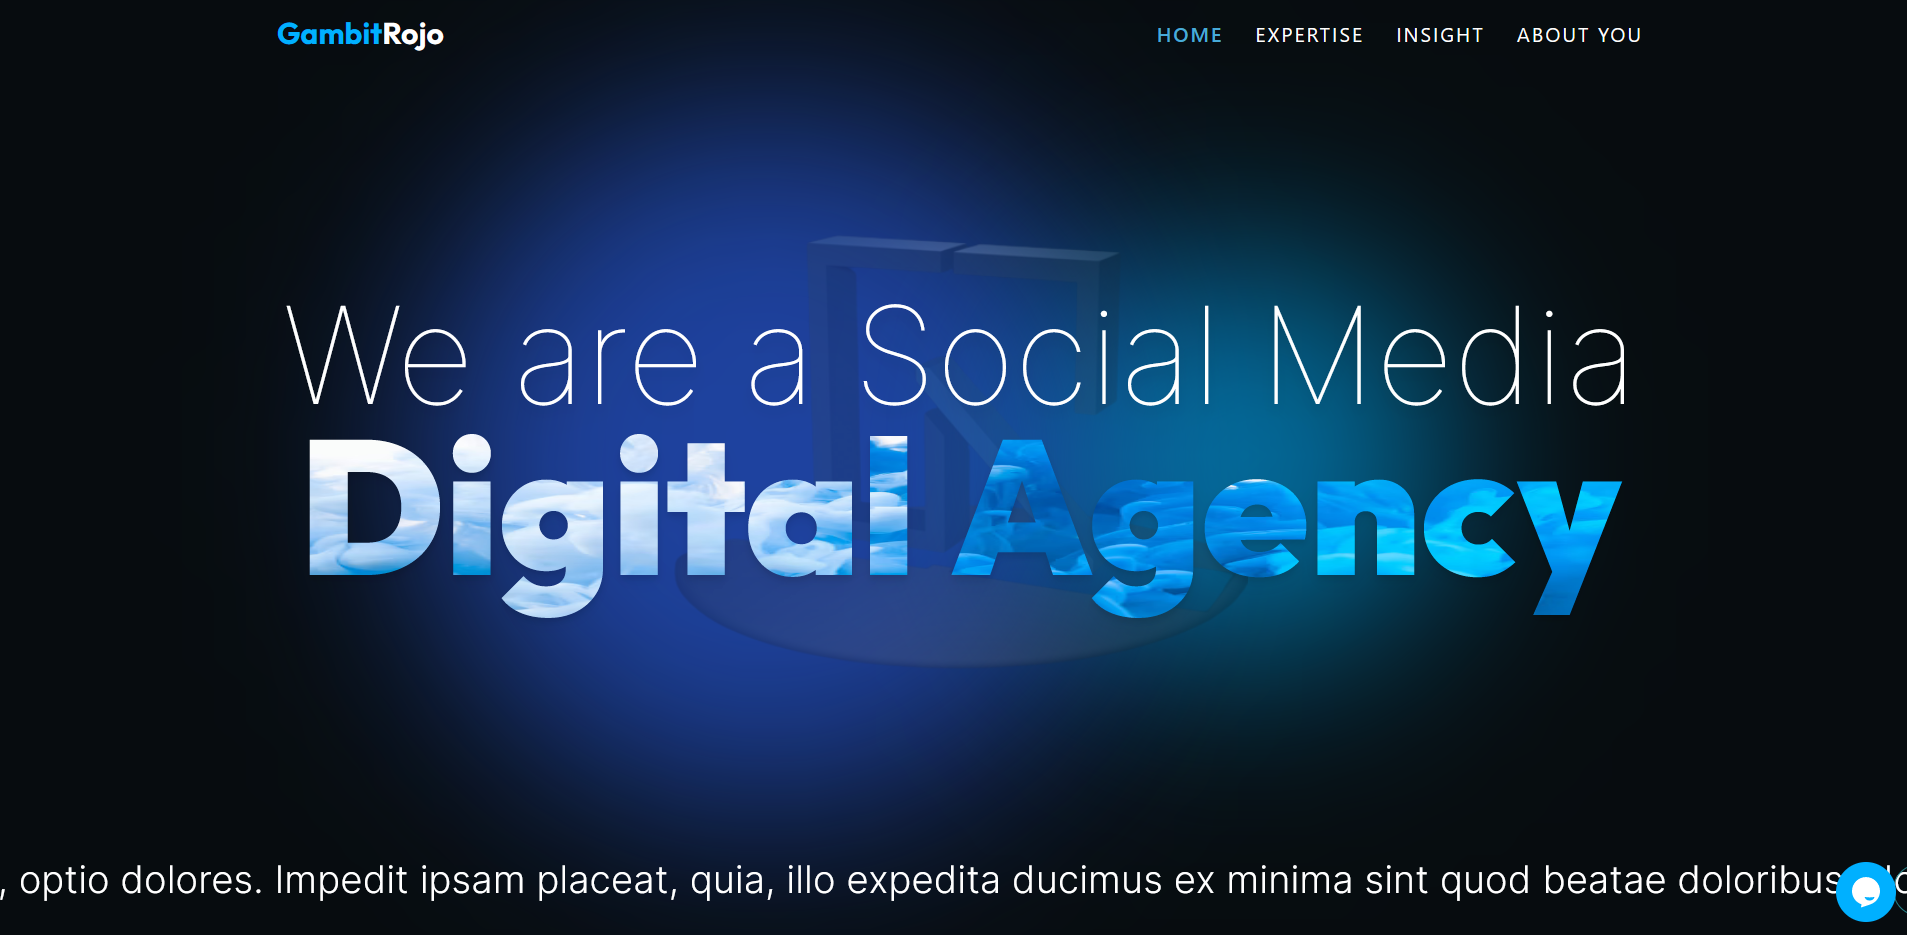 GambitRojo
HOME EXPERTISE INSIGHT ABOUT YOU
We are a Social Media
Digital Agency
, optio dolores. Impedit ipsam placeat, quia, illo expedita ducimus ex minima sint quod beatae doloribus